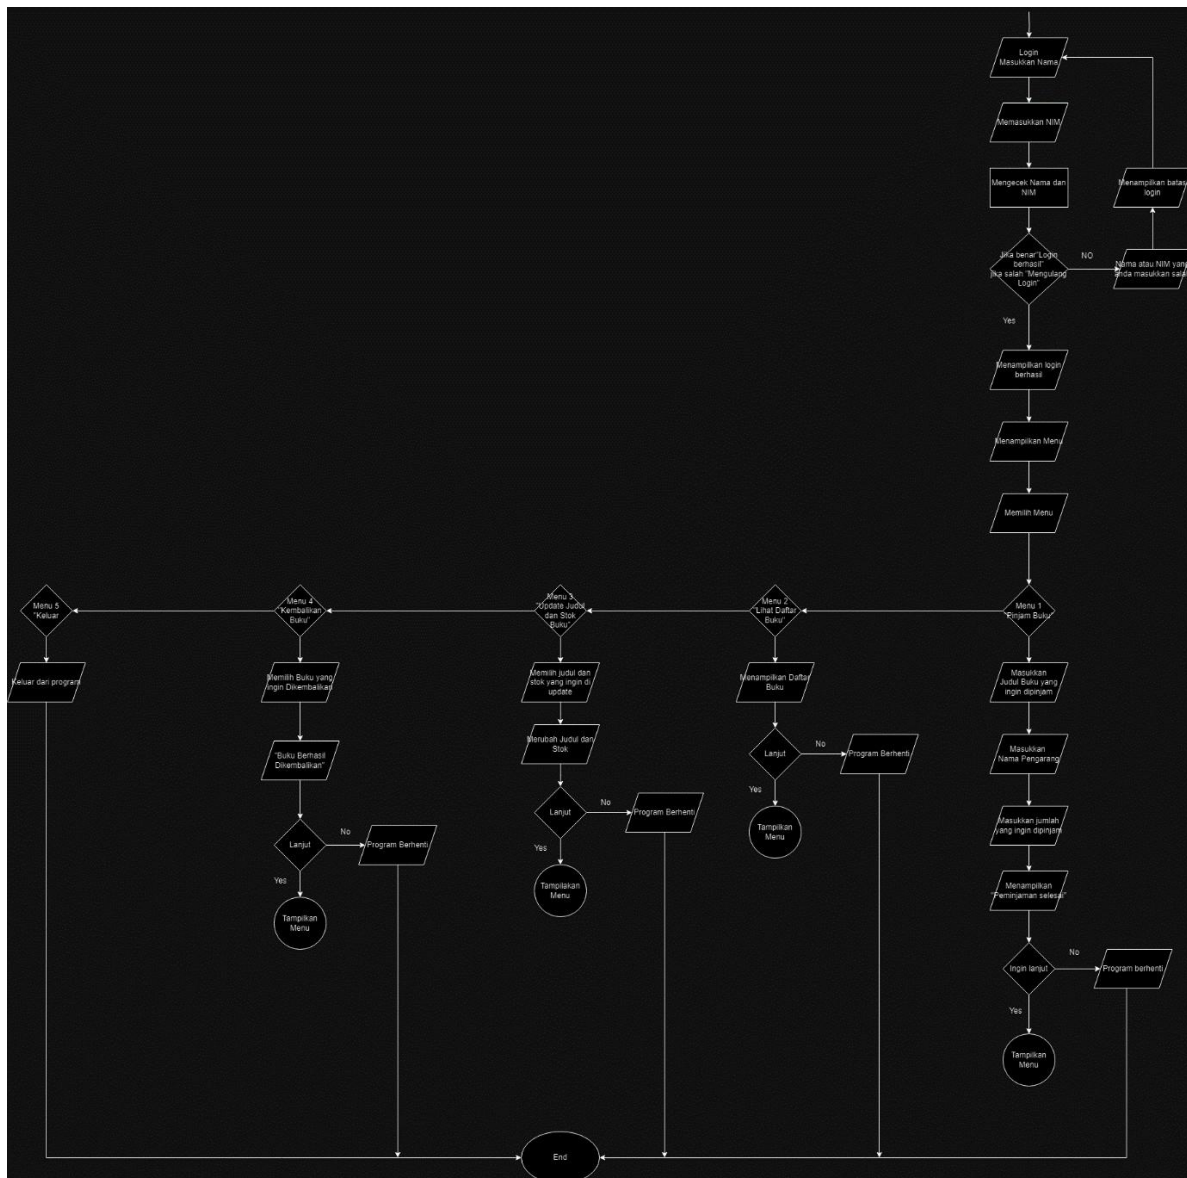 Login
Masukkan Nama
Memasukkan NIM
Mengecek Nama dan
NIM
Menampilkan batas
login
Jika benar"Login
berhasil"
jika salah "Mengulang
Login"
NO
Nama atau NIM yang
anda masukkan salah
Yes
Menampilkan login
berhasil
Menampilkan Menu
Memilih Menu
Menu 5
"Keluar
Menu 4
"Kembalikan
Buku"
Menu 3
"Update Judul
dan Stok
Buku"
Menu 2
"Lihat Daftar
Buku"
Menu 1
"Pinjam Buku"
Keluar dari program
Memilih Buku yang
ingin Dikembalikan
"Buku Berhasil
Dikembalikan"
Lanjut
No
Program Berhenti
Yes
Tampilkan
Menu
Memilih judul dan
stok yang ingin di
update
Merubah Judul dan
Stok
Lanjut
No
Program Berhenti
Yes
Tampilakan
Menu
Menampilkan Daftar
Buku
Lanjut
No
Program Berhenti
Yes
Tampilkan
Menu
Masukkan
Judul Buku yang
ingin dipinjam
Masukkan
Nama Pengarang
Masukkan jumlah
yang ingin dipinjam
Menampilkan
"Peminjaman selesai"
Ingin lanjut
No
Program berhenti
Yes
Tampilkan
Menu
End